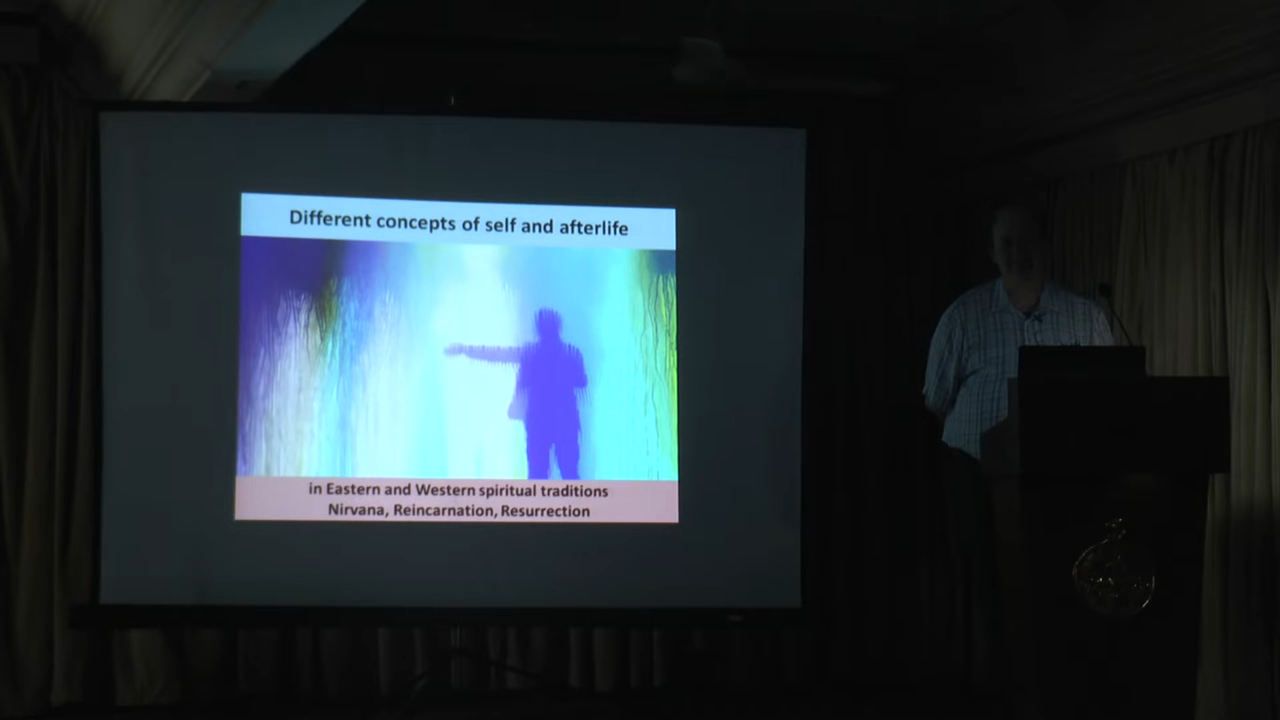 Different concepts of self and afterlife
in Eastern and Western spiritual traditions
Nirvana, Reincarnation, Resurrection